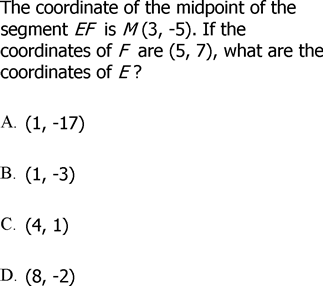 The coordinate of the midpoint of the
segment EF is M (3, -5). If the
coordinates of F are (5, 7), what are the
coordinates of E?
A. (1, -17)
B. (1, -3)
C. (4, 1)
D. (8, -2)